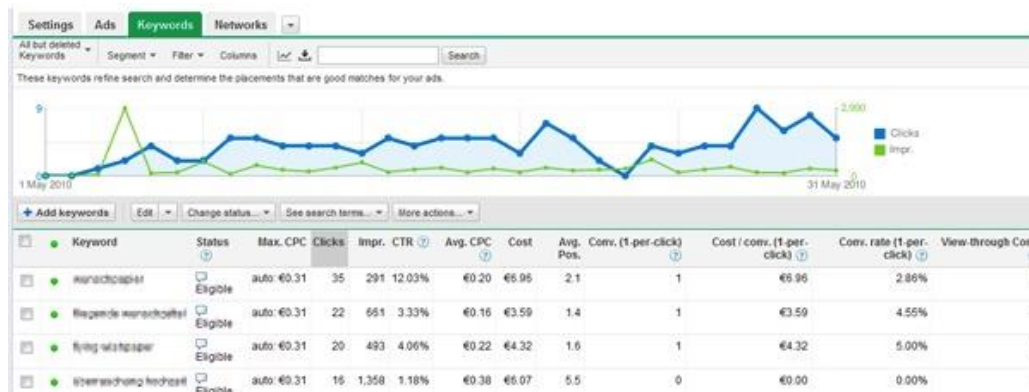 Settings Ads Keywords Networks
All but deleted
Keywords Segment Filter Columns Search
These keywords refine search and determine the placements that are good matches for your ads.
9 2,000
Clicks
Impr.
0 0
1 May 2010 31 May 2010
+ Add keywords Edit Change status... See search terms... More actions...
Keyword Status Max. CPC Clicks Impr. CTR ? Avg. CPC Cost Avg. Conv. (1-per-click) Cost / conv. (1-per- Conv. rate (1-per- View-through Con
? ? Pos. ? click) ? click) ?
Eligible auto: €0.31 35 291 12.03% €0.20 €6.96 2.1 1 €6.96 2.86%
Eligible auto: €0.31 22 661 3.33% €0.16 €3.59 1.4 1 €3.59 4.55%
Eligible auto: €0.31 20 493 4.06% €0.22 €4.32 1.6 1 €4.32 5.00%
Eligible auto: €0.31 16 1,358 1.18% €0.38 €6.07 5.5 0 €0.00 0.00%